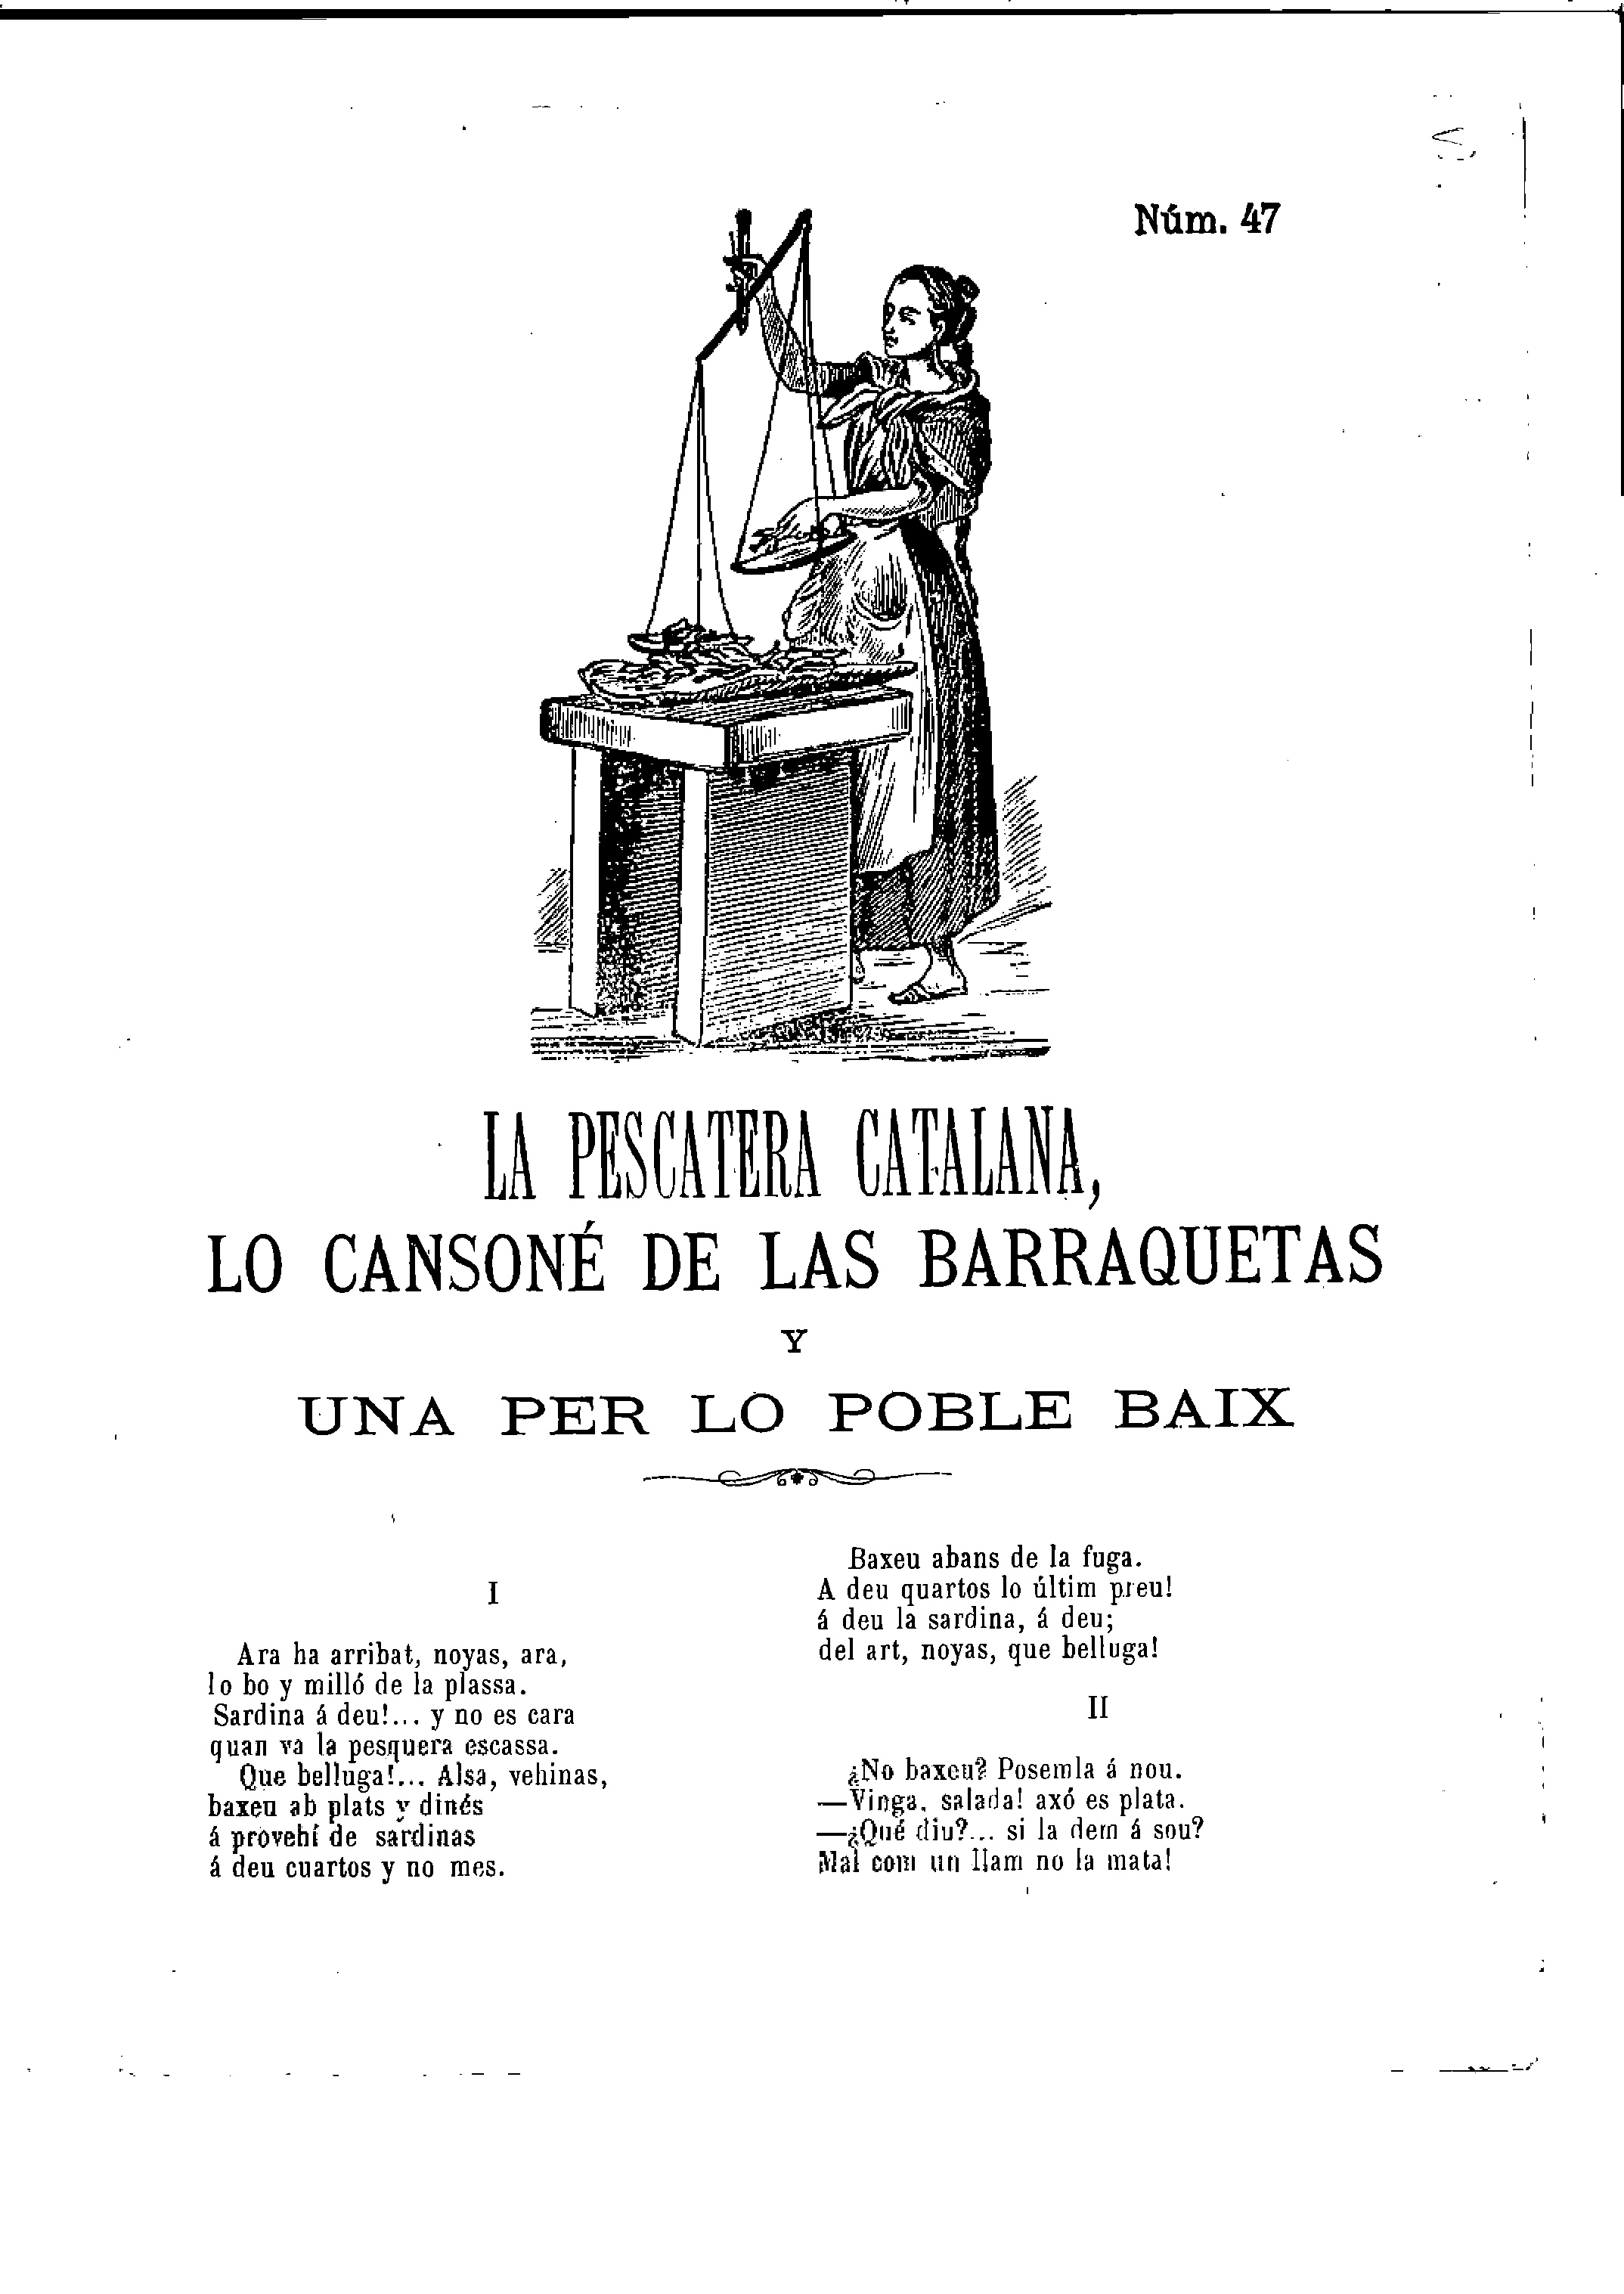 Núm. 47
LA PESCATERA CATALANA,
LO CANSONÉ DE LAS BARRAQUETAS
Y
UNA PER LO POBLE BAIX
I
Ara ha arribat, noyas, ara,
lo bo y milló de la plassa.
Sardina á deu!... y no es cara
quan va la pesquera escassa.
Que belluga!... Alsa, vehinas,
baxeu ab plats y dinés
á provehí de sardinas
á deu cuartos y no mes.
Baxeu abans de la fuga.
A deu quartos lo últim preu!
á deu la sardina, á deu;
del art, noyas, que belluga!
II
¿No baxeu? Posemla á nou.
—Vinga, salada! axó es plata.
—¿Qué diu?... si la dem á sou?
Mal com un llam no la mata!